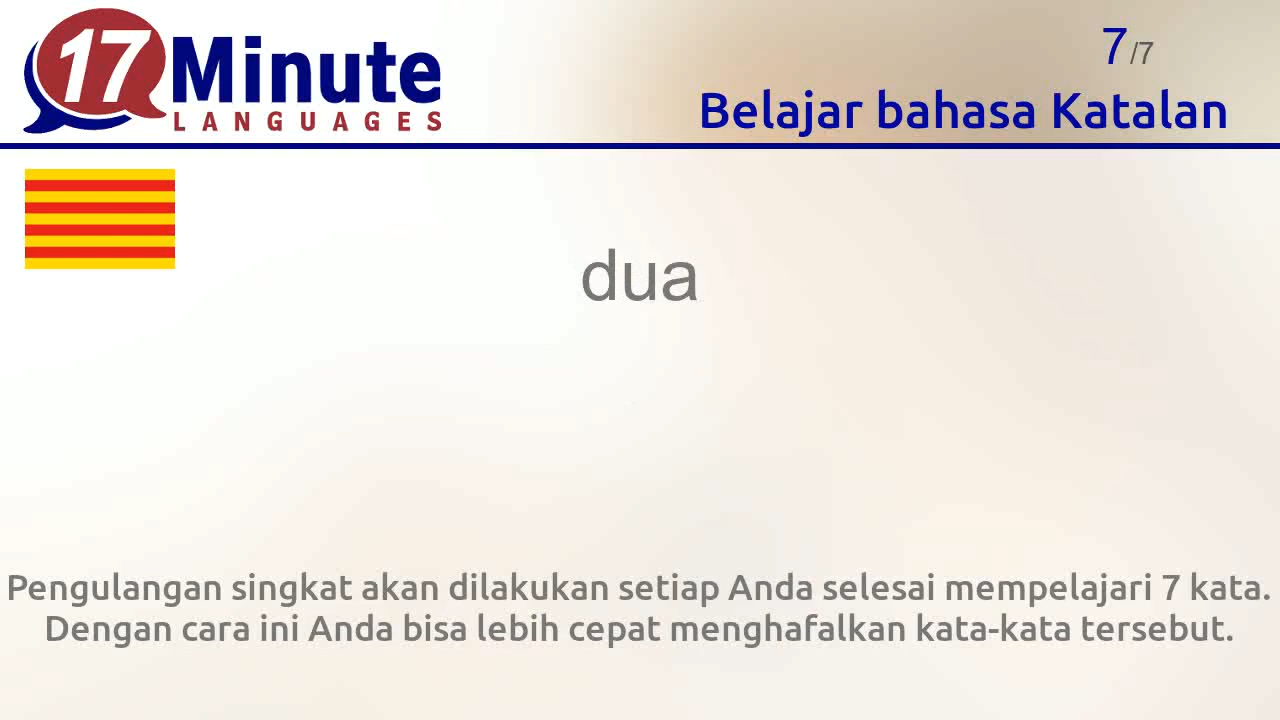 17 Minute
LANGUAGES
7/7
Belajar bahasa Katalan
dua
Pengulangan singkat akan dilakukan setiap Anda selesai mempelajari 7 kata.
Dengan cara ini Anda bisa lebih cepat menghafalkan kata-kata tersebut.